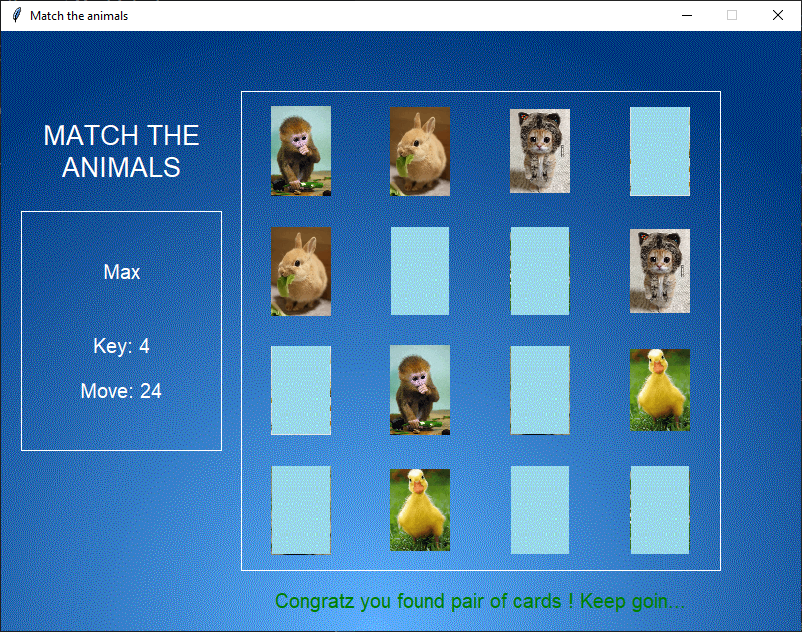 Match the animals
MATCH THE
ANIMALS
Max
Key: 4
Move: 24
Congratz you found pair of cards ! Keep goin...